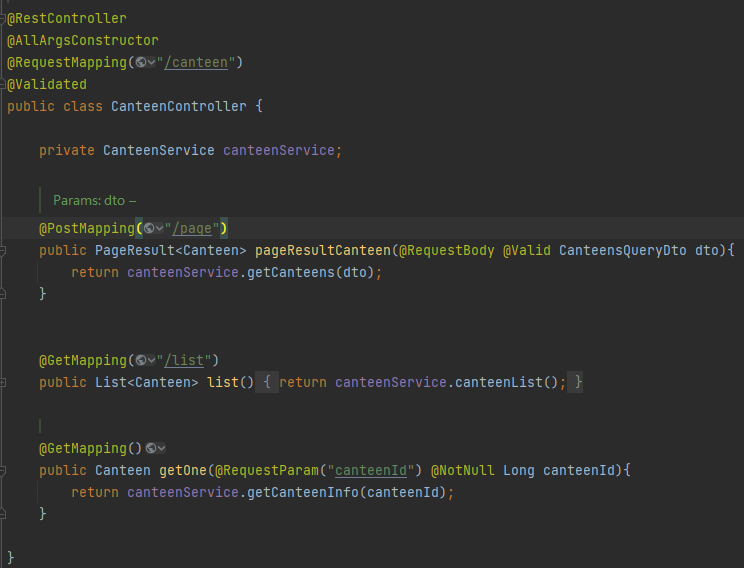 @RestController
@AllArgsConstructor
@RequestMapping("/canteen")
@Validated
public class CanteenController {
private CanteenService canteenService;
Params: dto –
@PostMapping("/page")
public PageResult<Canteen> pageResultCanteen(@RequestBody @Valid CanteensQueryDto dto){
return canteenService.getCanteens(dto);
}
@GetMapping("/list")
public List<Canteen> list() { return canteenService.canteenList(); }
@GetMapping()
public Canteen getOne(@RequestParam("canteenId") @NotNull Long canteenId){
return canteenService.getCanteenInfo(canteenId);
}
}